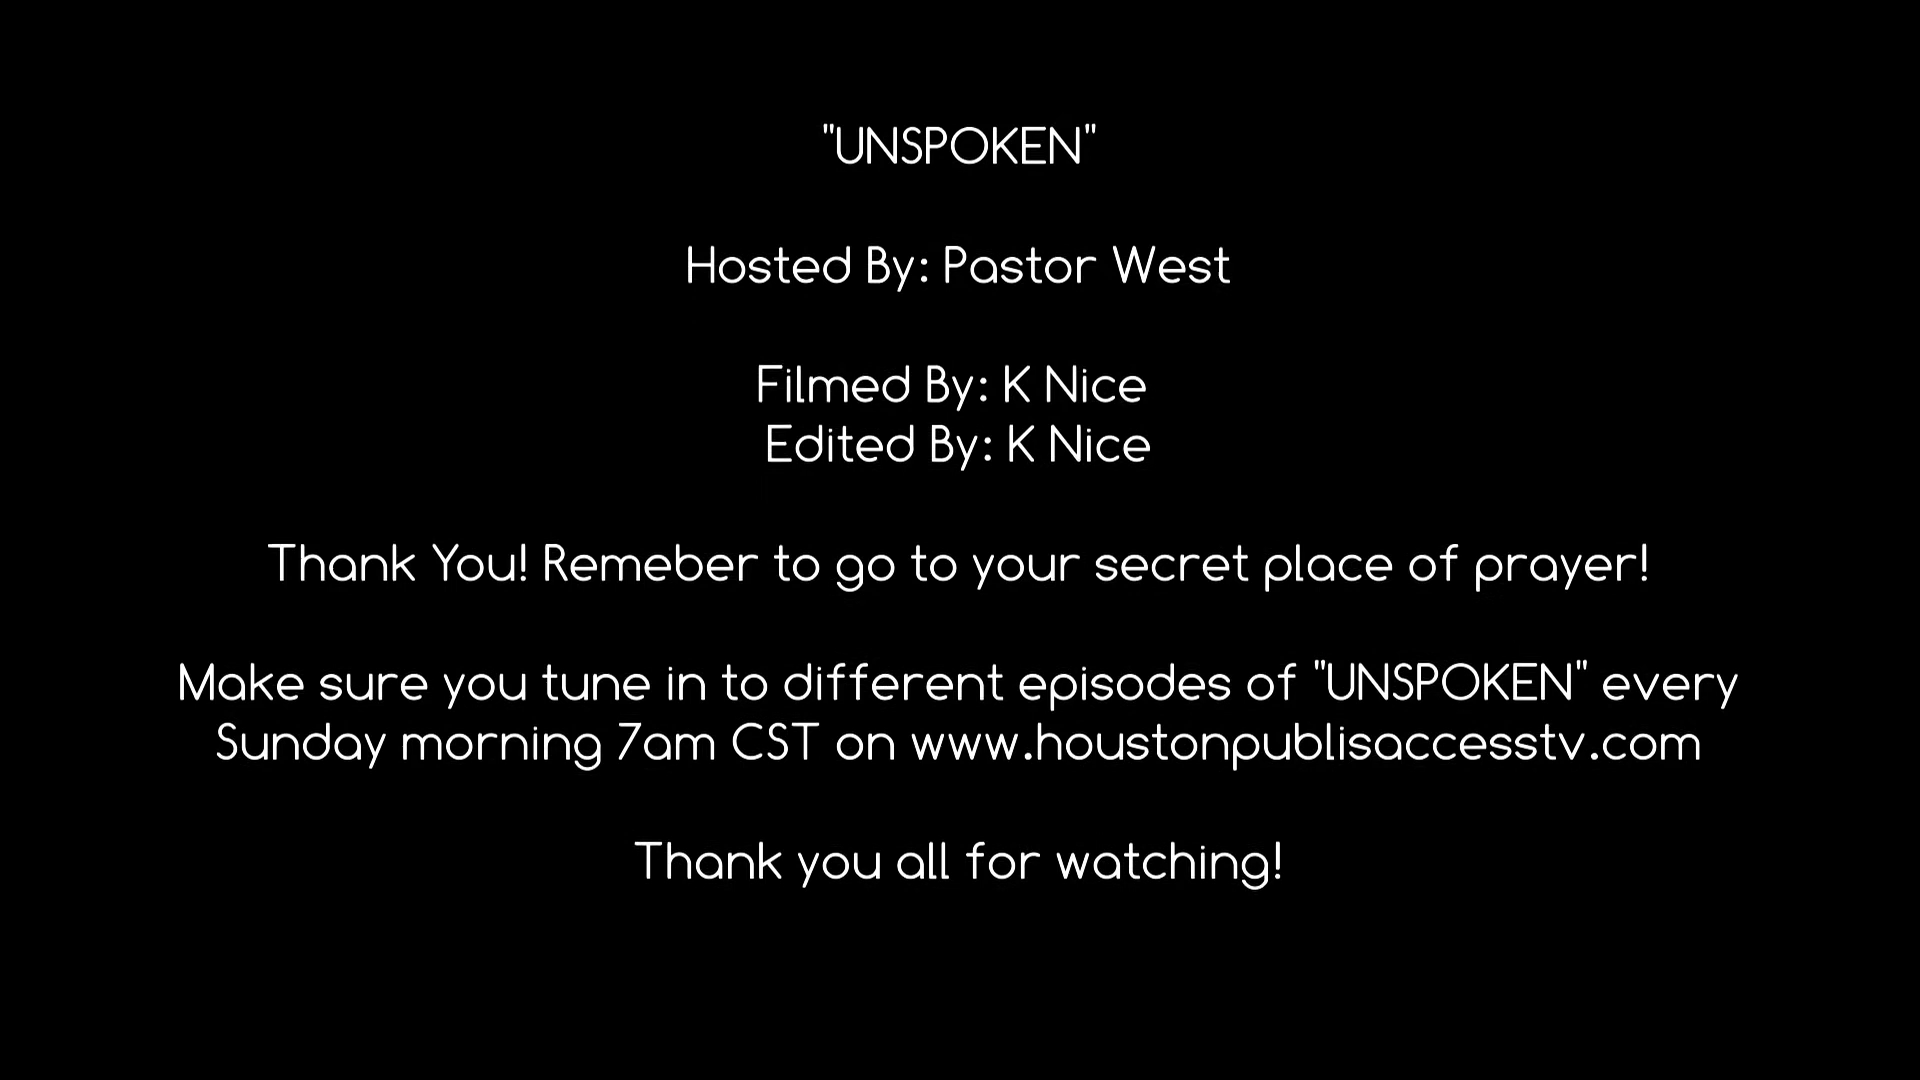 "UNSPOKEN"
Hosted By: Pastor West
Filmed By: K Nice
Edited By: K Nice
Thank You! Remeber to go to your secret place of prayer!
Make sure you tune in to different episodes of "UNSPOKEN" every
Sunday morning 7am CST on www.houstonpublisaccesstv.com
Thank you all for watching!